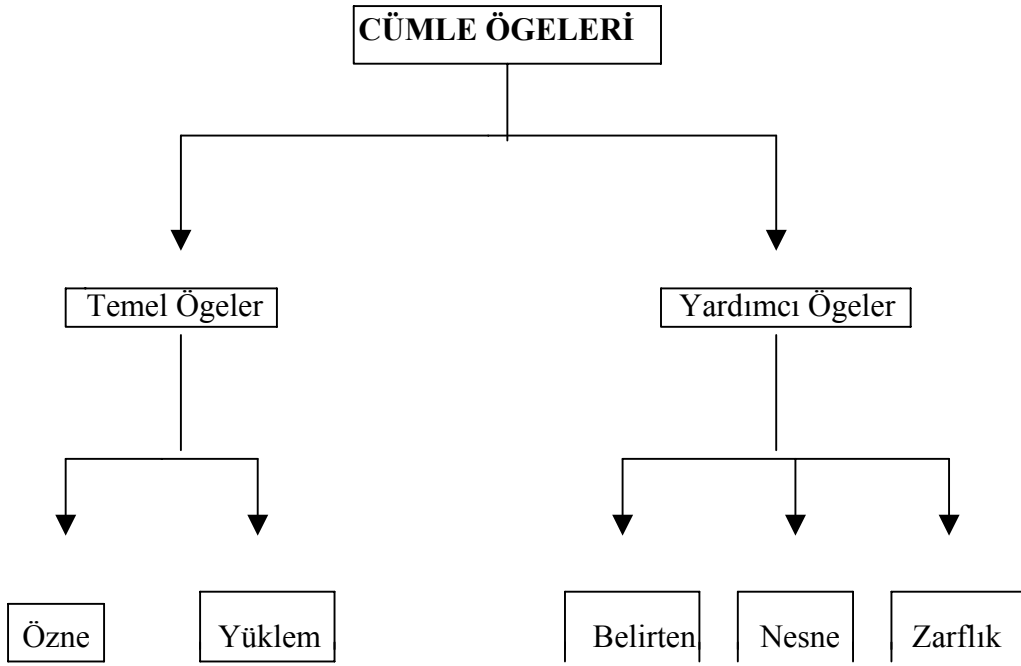 CÜMLE ÖGELERİ
Temel Ögeler
Yardımcı Ögeler
Özne
Yüklem
Belirten
Nesne
Zarflık